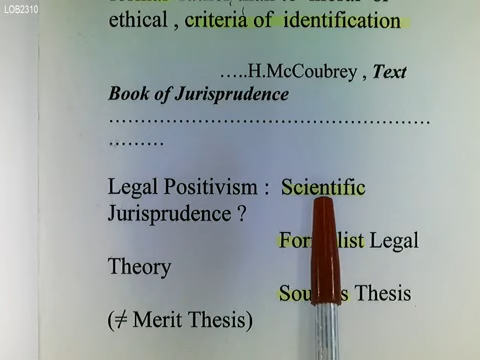 LOB2310
ethical , criteria of identification
…..H.McCoubrey , Text
Book of Jurisprudence
………………………………………………
………
Legal Positivism : Scientific
Jurisprudence ?
Legal
Theory
Thesis
(≠ Merit Thesis)